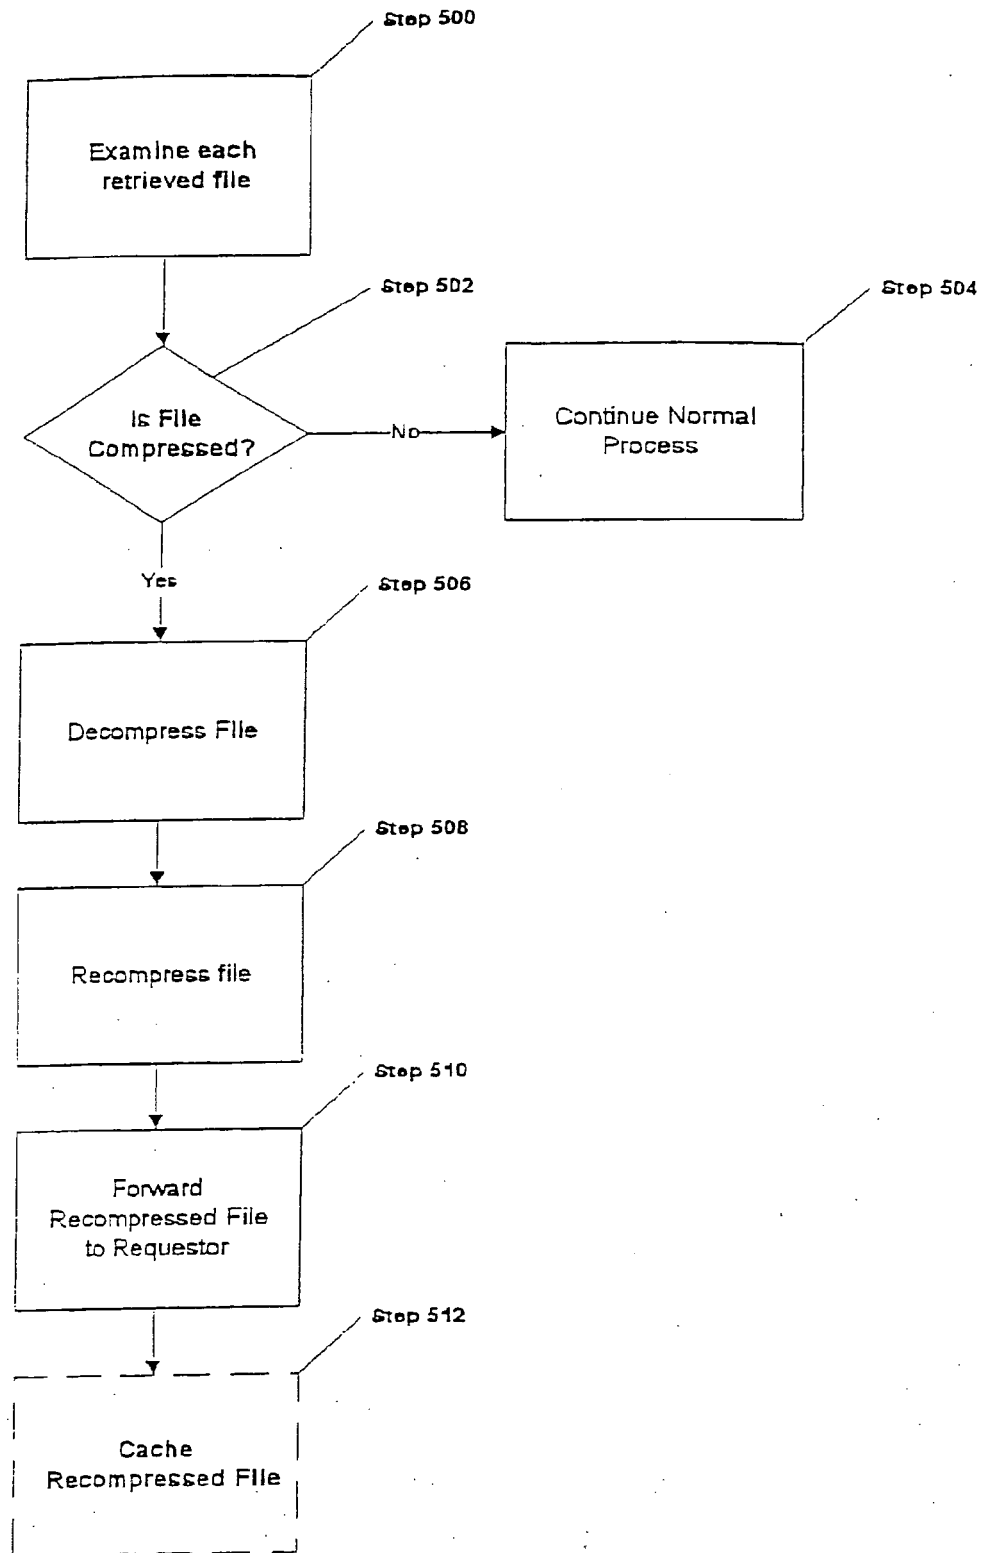 Step 500
Examine each
retrieved file
Step 502
Step 504
Is File
Compressed?
No
Continue Normal
Process
Yes
Step 506
Decompress File
Step 508
Recompress file
Step 510
Forward
Recompressed File
to Requestor
Step 512
Cache
Recompressed File